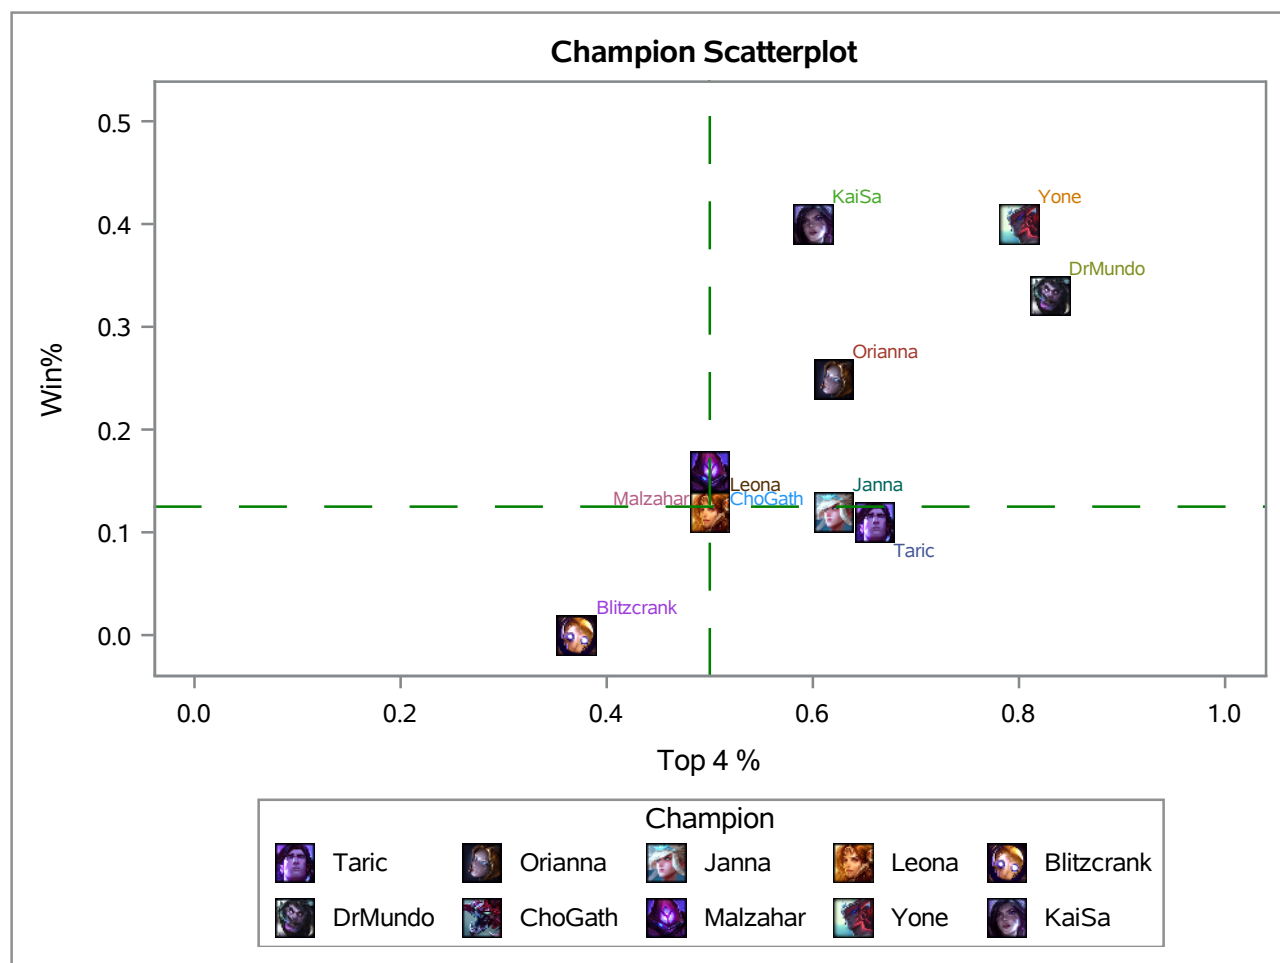 Champion Scatterplot
0.5
KaiSa Yone
0.4
DrMundo
0.3
Orianna
Win%
0.2
Leona Janna
Malzahar ChoGath
0.1
Taric
Blitzcrank
0.0
0.0 0.2 0.4 0.6 0.8 1.0
Top 4 %
Champion
Taric Orianna Janna Leona Blitzcrank
DrMundo ChoGath Malzahar Yone KaiSa